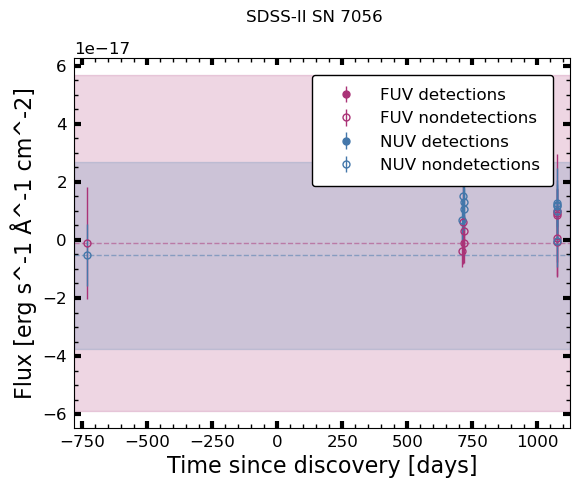 SDSS-II SN 7056
1e−17
6
4
2
0
−2
−4
−6
Flux [erg s^-1 Å^-1 cm^-2]
FUV detections
FUV nondetections
NUV detections
NUV nondetections
−750 −500 −250 0 250 500 750 1000
Time since discovery [days]